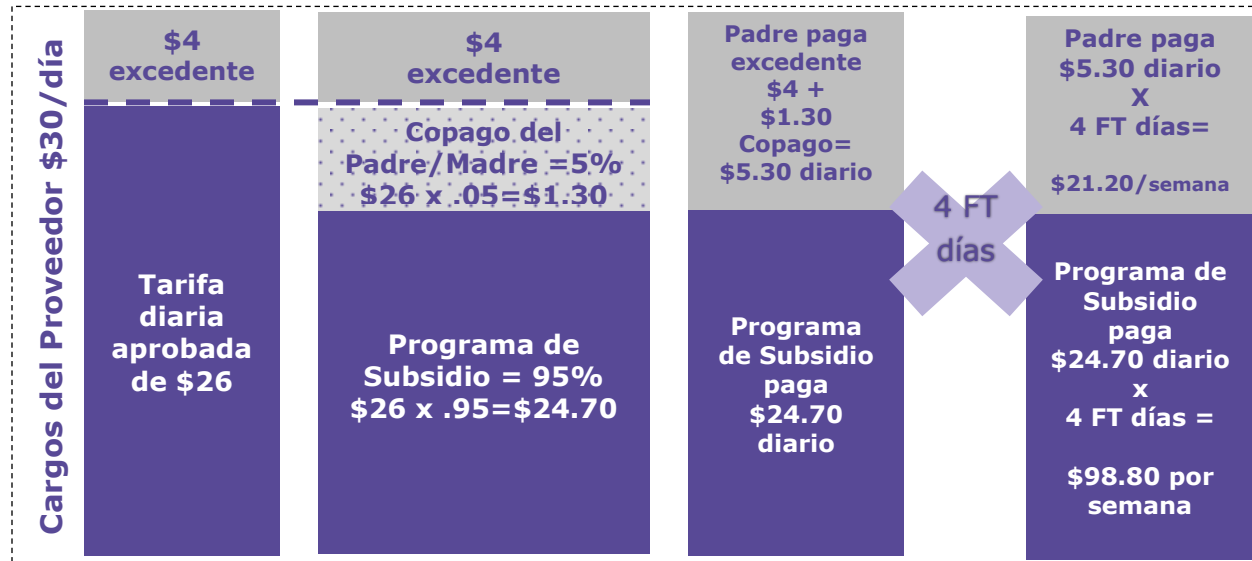 Cargos del Proveedor $30/día
$4
excedente
Tarifa
diaria
aprobada
de $26
$4
excedente
Copago del
Padre/Madre =5%
$26 x .05=$1.30
Programa de
Subsidio = 95%
$26 x .95=$24.70
Padre paga
excedente
$4 +
$1.30
Copago=
$5.30 diario
Programa
de Subsidio
paga
$24.70
diario
4 FT
días
Padre paga
$5.30 diario
X
4 FT días=
$21.20/semana
Programa de
Subsidio
paga
$24.70 diario
x
4 FT días =
$98.80 por
semana